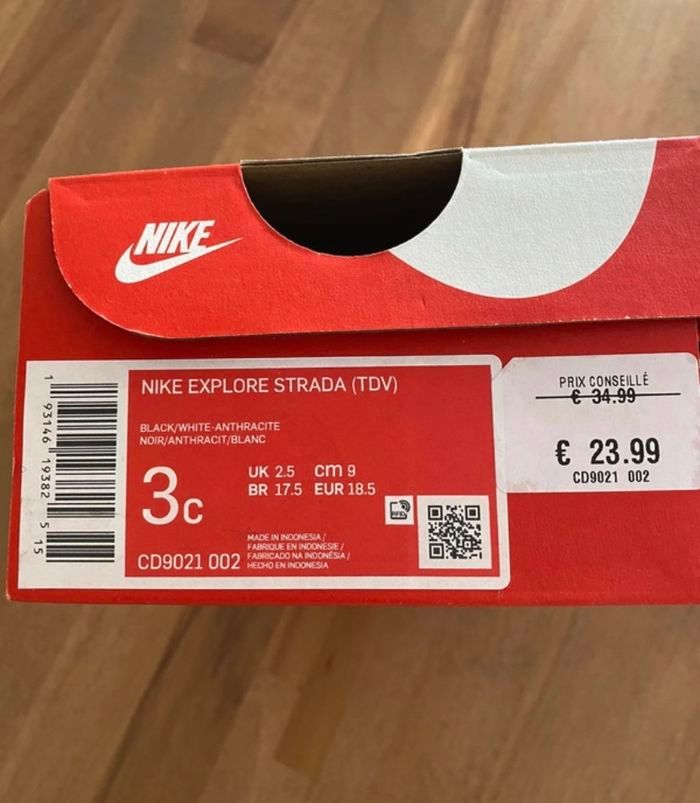 NIKE
NIKE EXPLORE STRADA (TDV)
BLACK/WHITE-ANTHRACITE
NOIR/ANTHRACIT/BLANC
3C
UK 2.5 cm 9
BR 17.5 EUR 18.5
RFID
MADE IN INDONESIA /
FABRIQUE EN INDONESIE /
FABRICADO NA INDONÉSIA /
HECHO EN INDONESIA
CD9021 002
1 93146 19382 5 15
PRIX CONSEILLÉ
€ 34.99
€ 23.99
CD9021 002